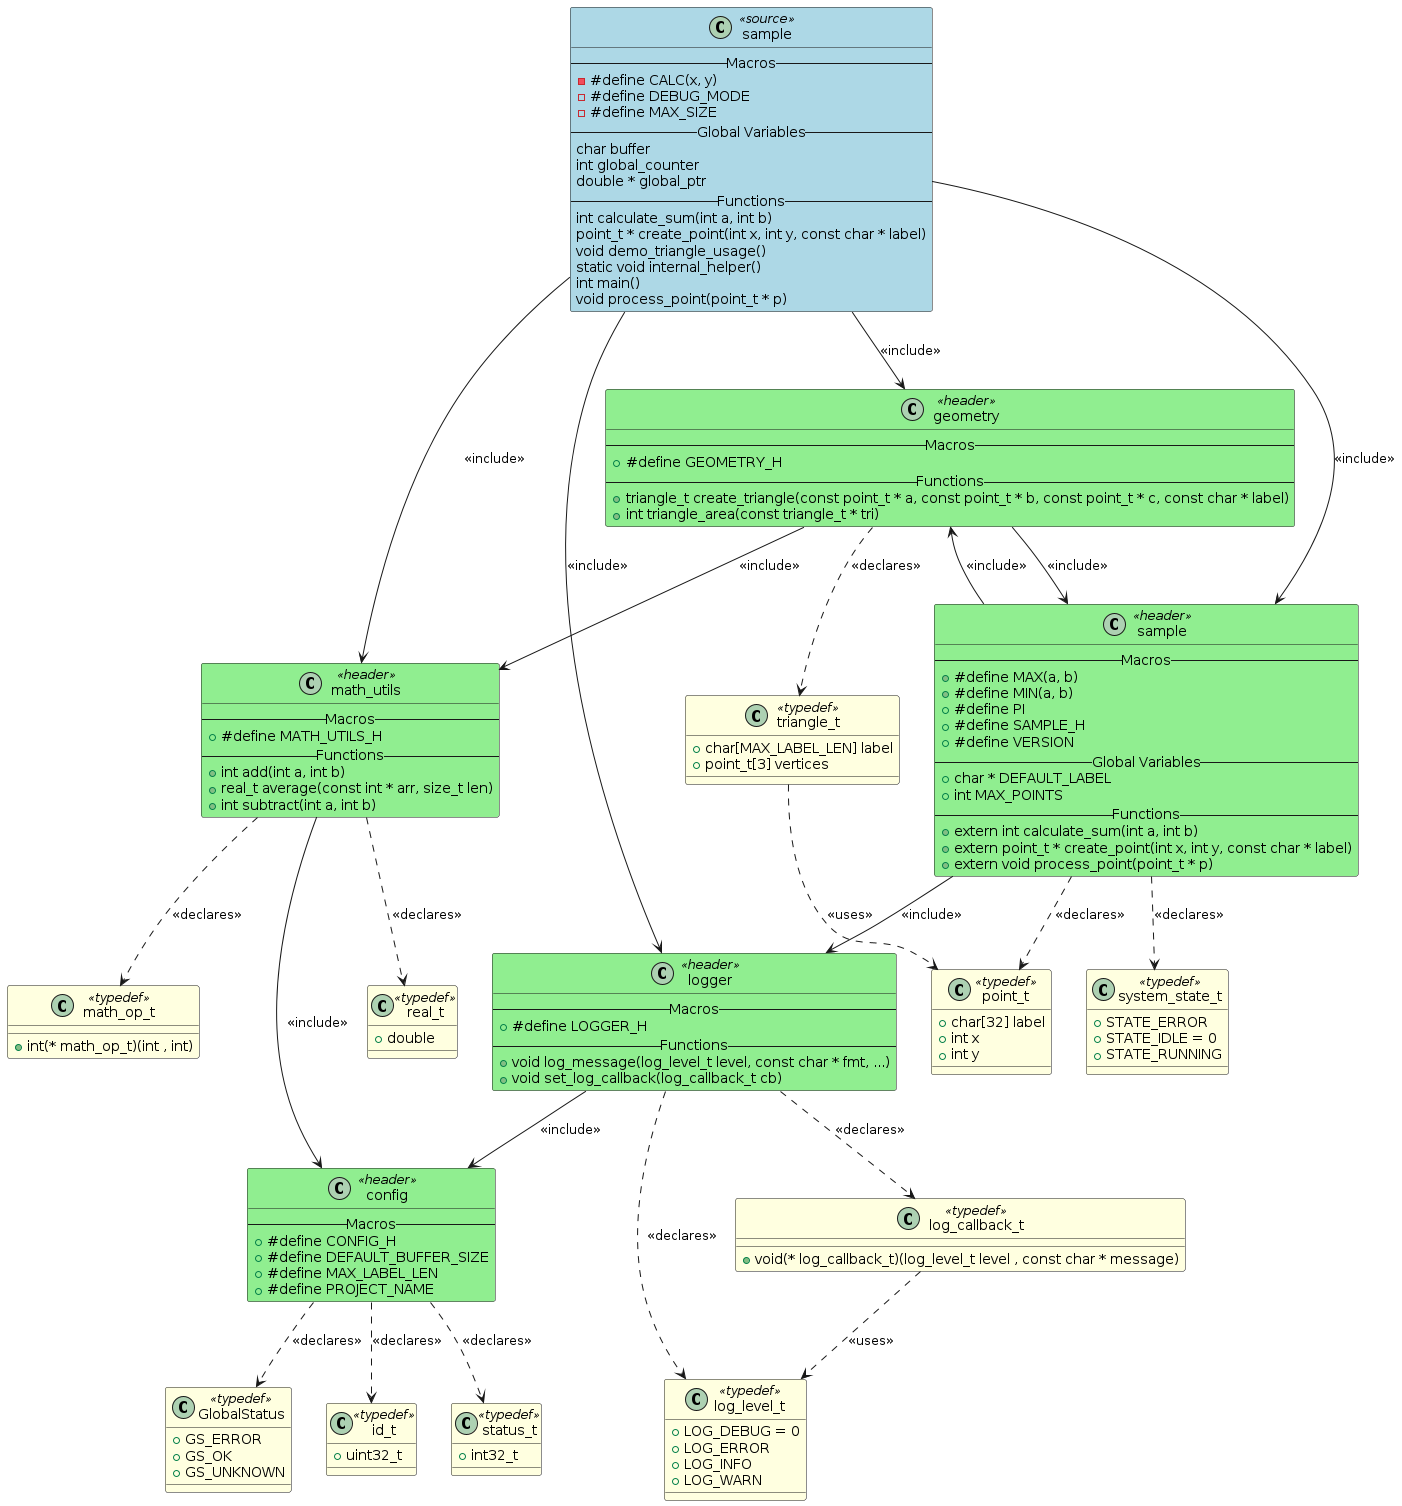 «source»
C
sample
Macros
#define CALC(x, y)
#define DEBUG_MODE
#define MAX_SIZE
Global Variables
char buffer
int global_counter
double * global_ptr
Functions
int calculate_sum(int a, int b)
point_t * create_point(int x, int y, const char * label)
void demo_triangle_usage()
static void internal_helper()
int main()
void process_point(point_t * p)
«include»
«include»
«include»
«include»
«header»
C
geometry
Macros
#define GEOMETRY_H
Functions
triangle_t create_triangle(const point_t * a, const point_t * b, const point_t * c, const char * label)
int triangle_area(const triangle_t * tri)
«include»
«declares»
«include»
«include»
«header»
C
sample
Macros
#define MAX(a, b)
#define MIN(a, b)
#define PI
#define SAMPLE_H
#define VERSION
Global Variables
char * DEFAULT_LABEL
int MAX_POINTS
Functions
extern int calculate_sum(int a, int b)
extern point_t * create_point(int x, int y, const char * label)
extern void process_point(point_t * p)
«header»
C
math_utils
Macros
#define MATH_UTILS_H
Functions
int add(int a, int b)
real_t average(const int * arr, size_t len)
int subtract(int a, int b)
«typedef»
C
triangle_t
char[MAX_LABEL_LEN] label
point_t[3] vertices
«declares»
«declares»
«uses»
«include»
«declares»
«declares»
«typedef»
C
math_op_t
int(* math_op_t)(int , int)
«typedef»
C
real_t
double
«include»
«header»
C
logger
Macros
#define LOGGER_H
Functions
void log_message(log_level_t level, const char * fmt, ...)
void set_log_callback(log_callback_t cb)
«typedef»
C
point_t
char[32] label
int x
int y
«typedef»
C
system_state_t
STATE_ERROR
STATE_IDLE = 0
STATE_RUNNING
«include»
«declares»
«declares»
«header»
C
config
Macros
#define CONFIG_H
#define DEFAULT_BUFFER_SIZE
#define MAX_LABEL_LEN
#define PROJECT_NAME
«typedef»
C
log_callback_t
void(* log_callback_t)(log_level_t level , const char * message)
«declares»
«declares»
«declares»
«uses»
«typedef»
C
GlobalStatus
GS_ERROR
GS_OK
GS_UNKNOWN
«typedef»
C
id_t
uint32_t
«typedef»
C
status_t
int32_t
«typedef»
C
log_level_t
LOG_DEBUG = 0
LOG_ERROR
LOG_INFO
LOG_WARN